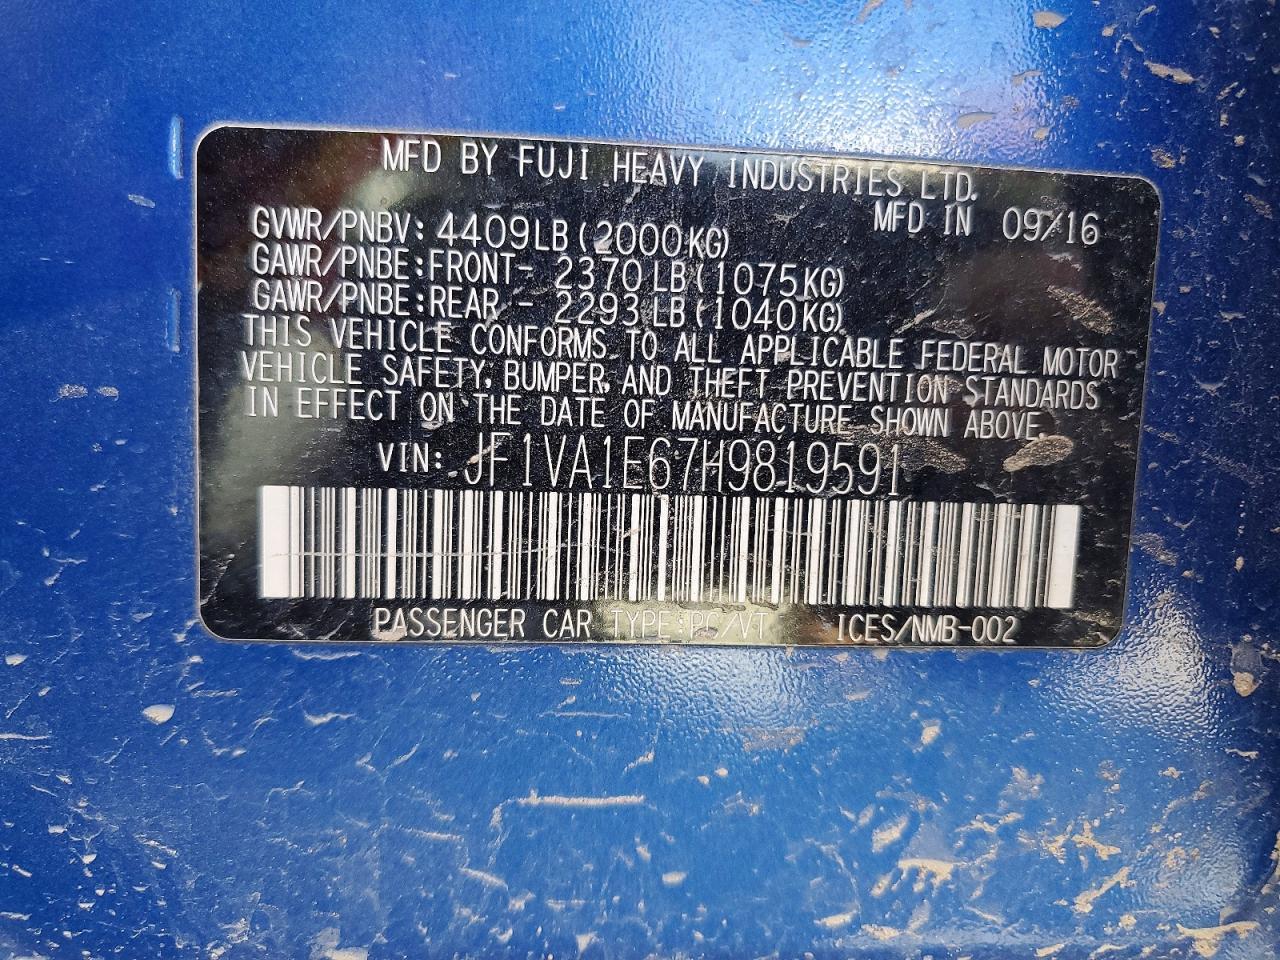 MFD BY FUJI HEAVY INDUSTRIES LTD.
MFD IN 09/16
GVWR/PNBV: 4409LB(2000KG)
GAWR/PNBE:FRONT- 2370LB(1075KG)
GAWR/PNBE:REAR - 2293LB(1040KG)
THIS VEHICLE CONFORMS TO ALL APPLICABLE FEDERAL MOTOR
VEHICLE SAFETY, BUMPER, AND THEFT PREVENTION STANDARDS
IN EFFECT ON THE DATE OF MANUFACTURE SHOWN ABOVE.
VIN: JF1VA1E67H9819591
PASSENGER CAR TYPE:PC/VT ICES/NMB-002